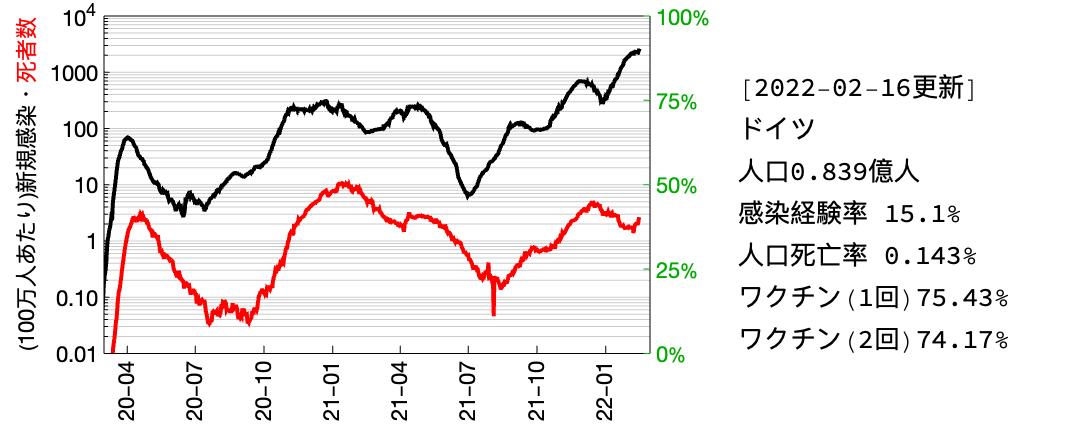 (100万人あたり)新規感染・死者数
10^4
1000
100
10
1
0.10
0.01
100%
75%
50%
25%
0%
20-04
20-07
20-10
21-01
21-04
21-07
21-10
22-01
[2022-02-16更新]
ドイツ
人口0.839億人
感染経験率 15.1%
人口死亡率 0.143%
ワクチン(1回)75.43%
ワクチン(2回)74.17%